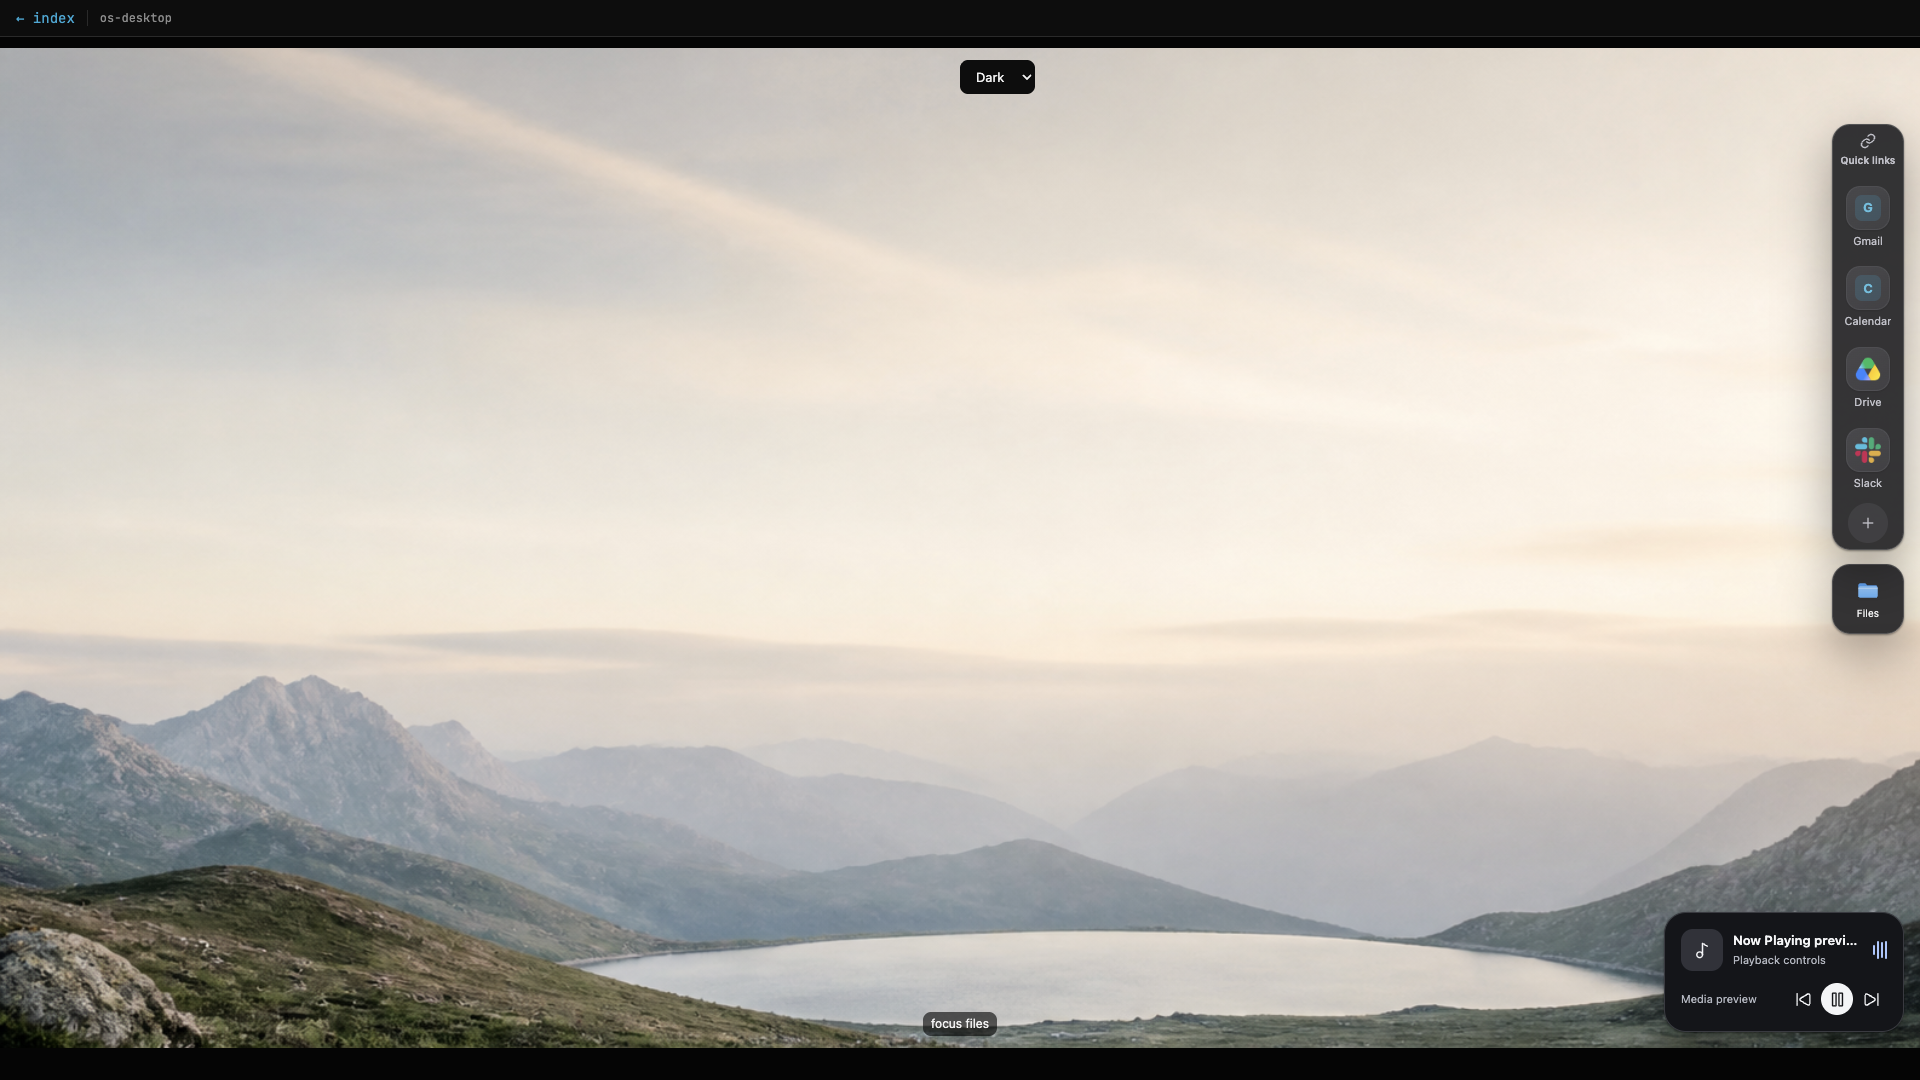 ← index
os-desktop
Dark
Quick links
G
Gmail
C
Calendar
Drive
Slack
+
Files
Now Playing previ...
Playback controls
Media preview
focus files